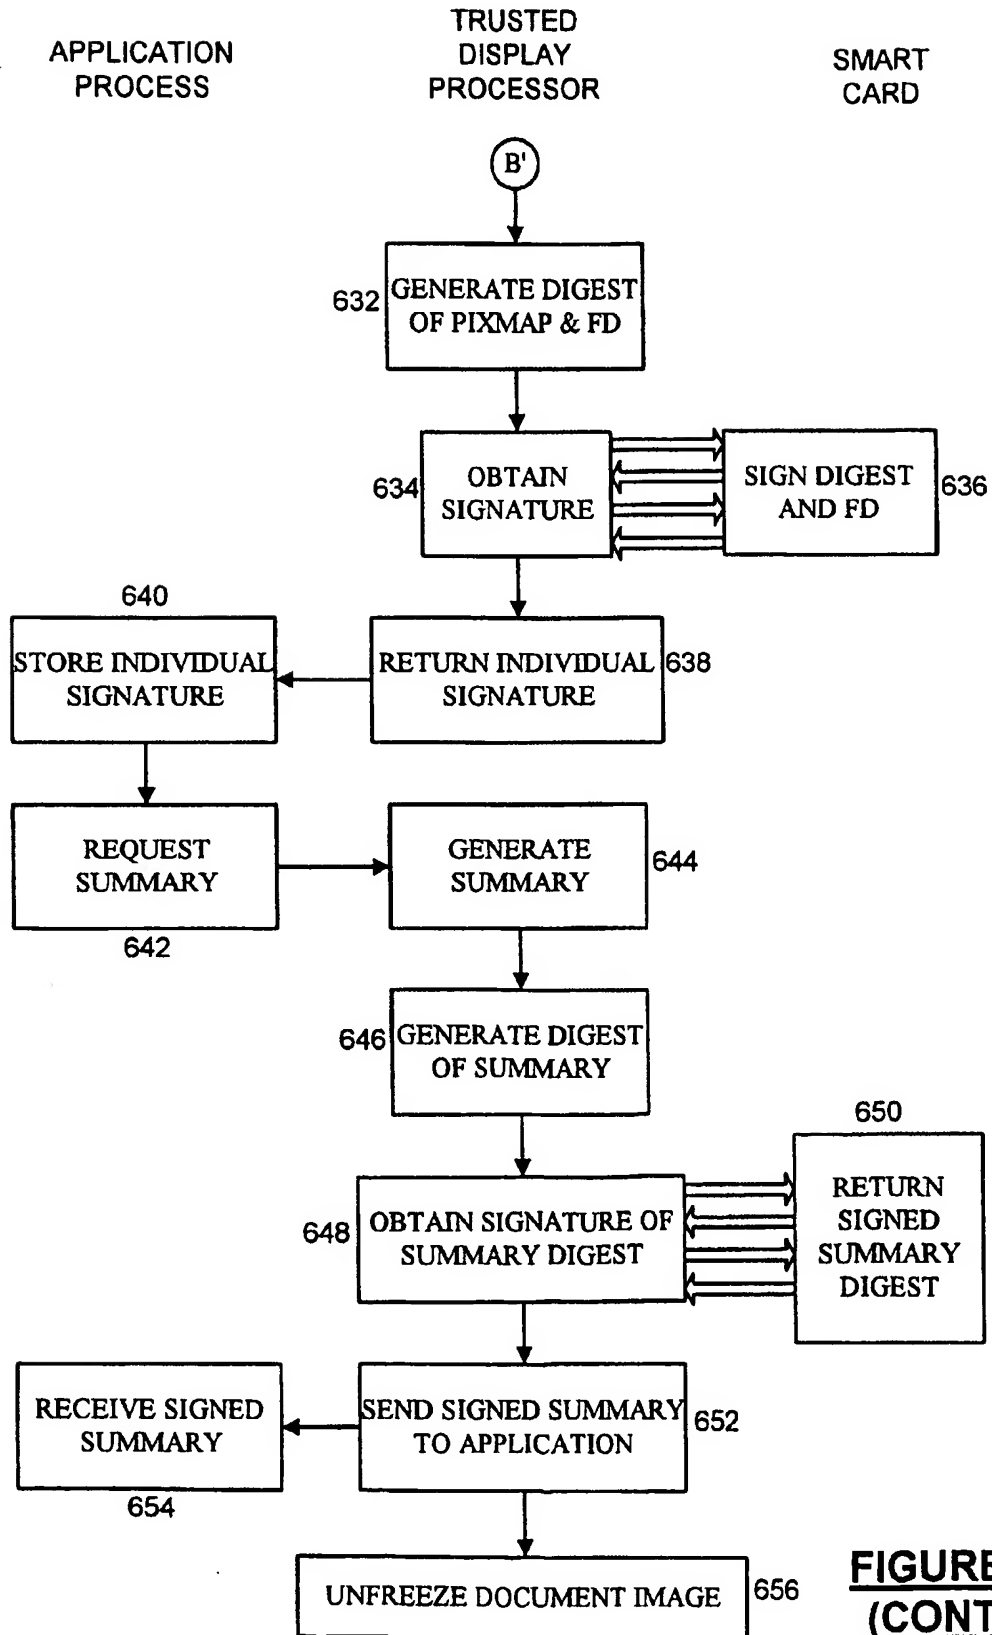 APPLICATION
PROCESS
TRUSTED
DISPLAY
PROCESSOR
SMART
CARD
B'
632
GENERATE DIGEST
OF PIXMAP & FD
634
OBTAIN
SIGNATURE
SIGN DIGEST
AND FD
636
640
STORE INDIVIDUAL
SIGNATURE
RETURN INDIVIDUAL
SIGNATURE
638
REQUEST
SUMMARY
642
GENERATE
SUMMARY
644
646
GENERATE DIGEST
OF SUMMARY
648
OBTAIN SIGNATURE OF
SUMMARY DIGEST
650
RETURN
SIGNED
SUMMARY
DIGEST
RECEIVE SIGNED
SUMMARY
654
SEND SIGNED SUMMARY
TO APPLICATION
652
UNFREEZE DOCUMENT IMAGE
656
FIGURE
(CONT